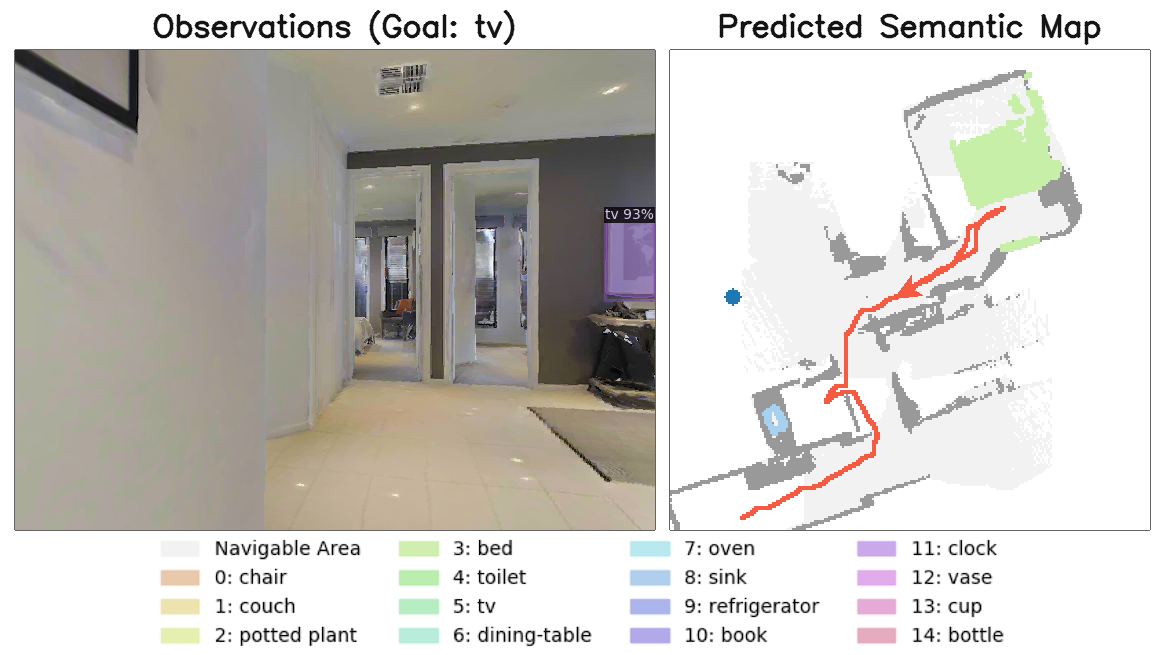 Observations (Goal: tv)
Predicted Semantic Map
tv 93%
Navigable Area
0: chair
1: couch
2: potted plant
3: bed
4: toilet
5: tv
6: dining-table
7: oven
8: sink
9: refrigerator
10: book
11: clock
12: vase
13: cup
14: bottle